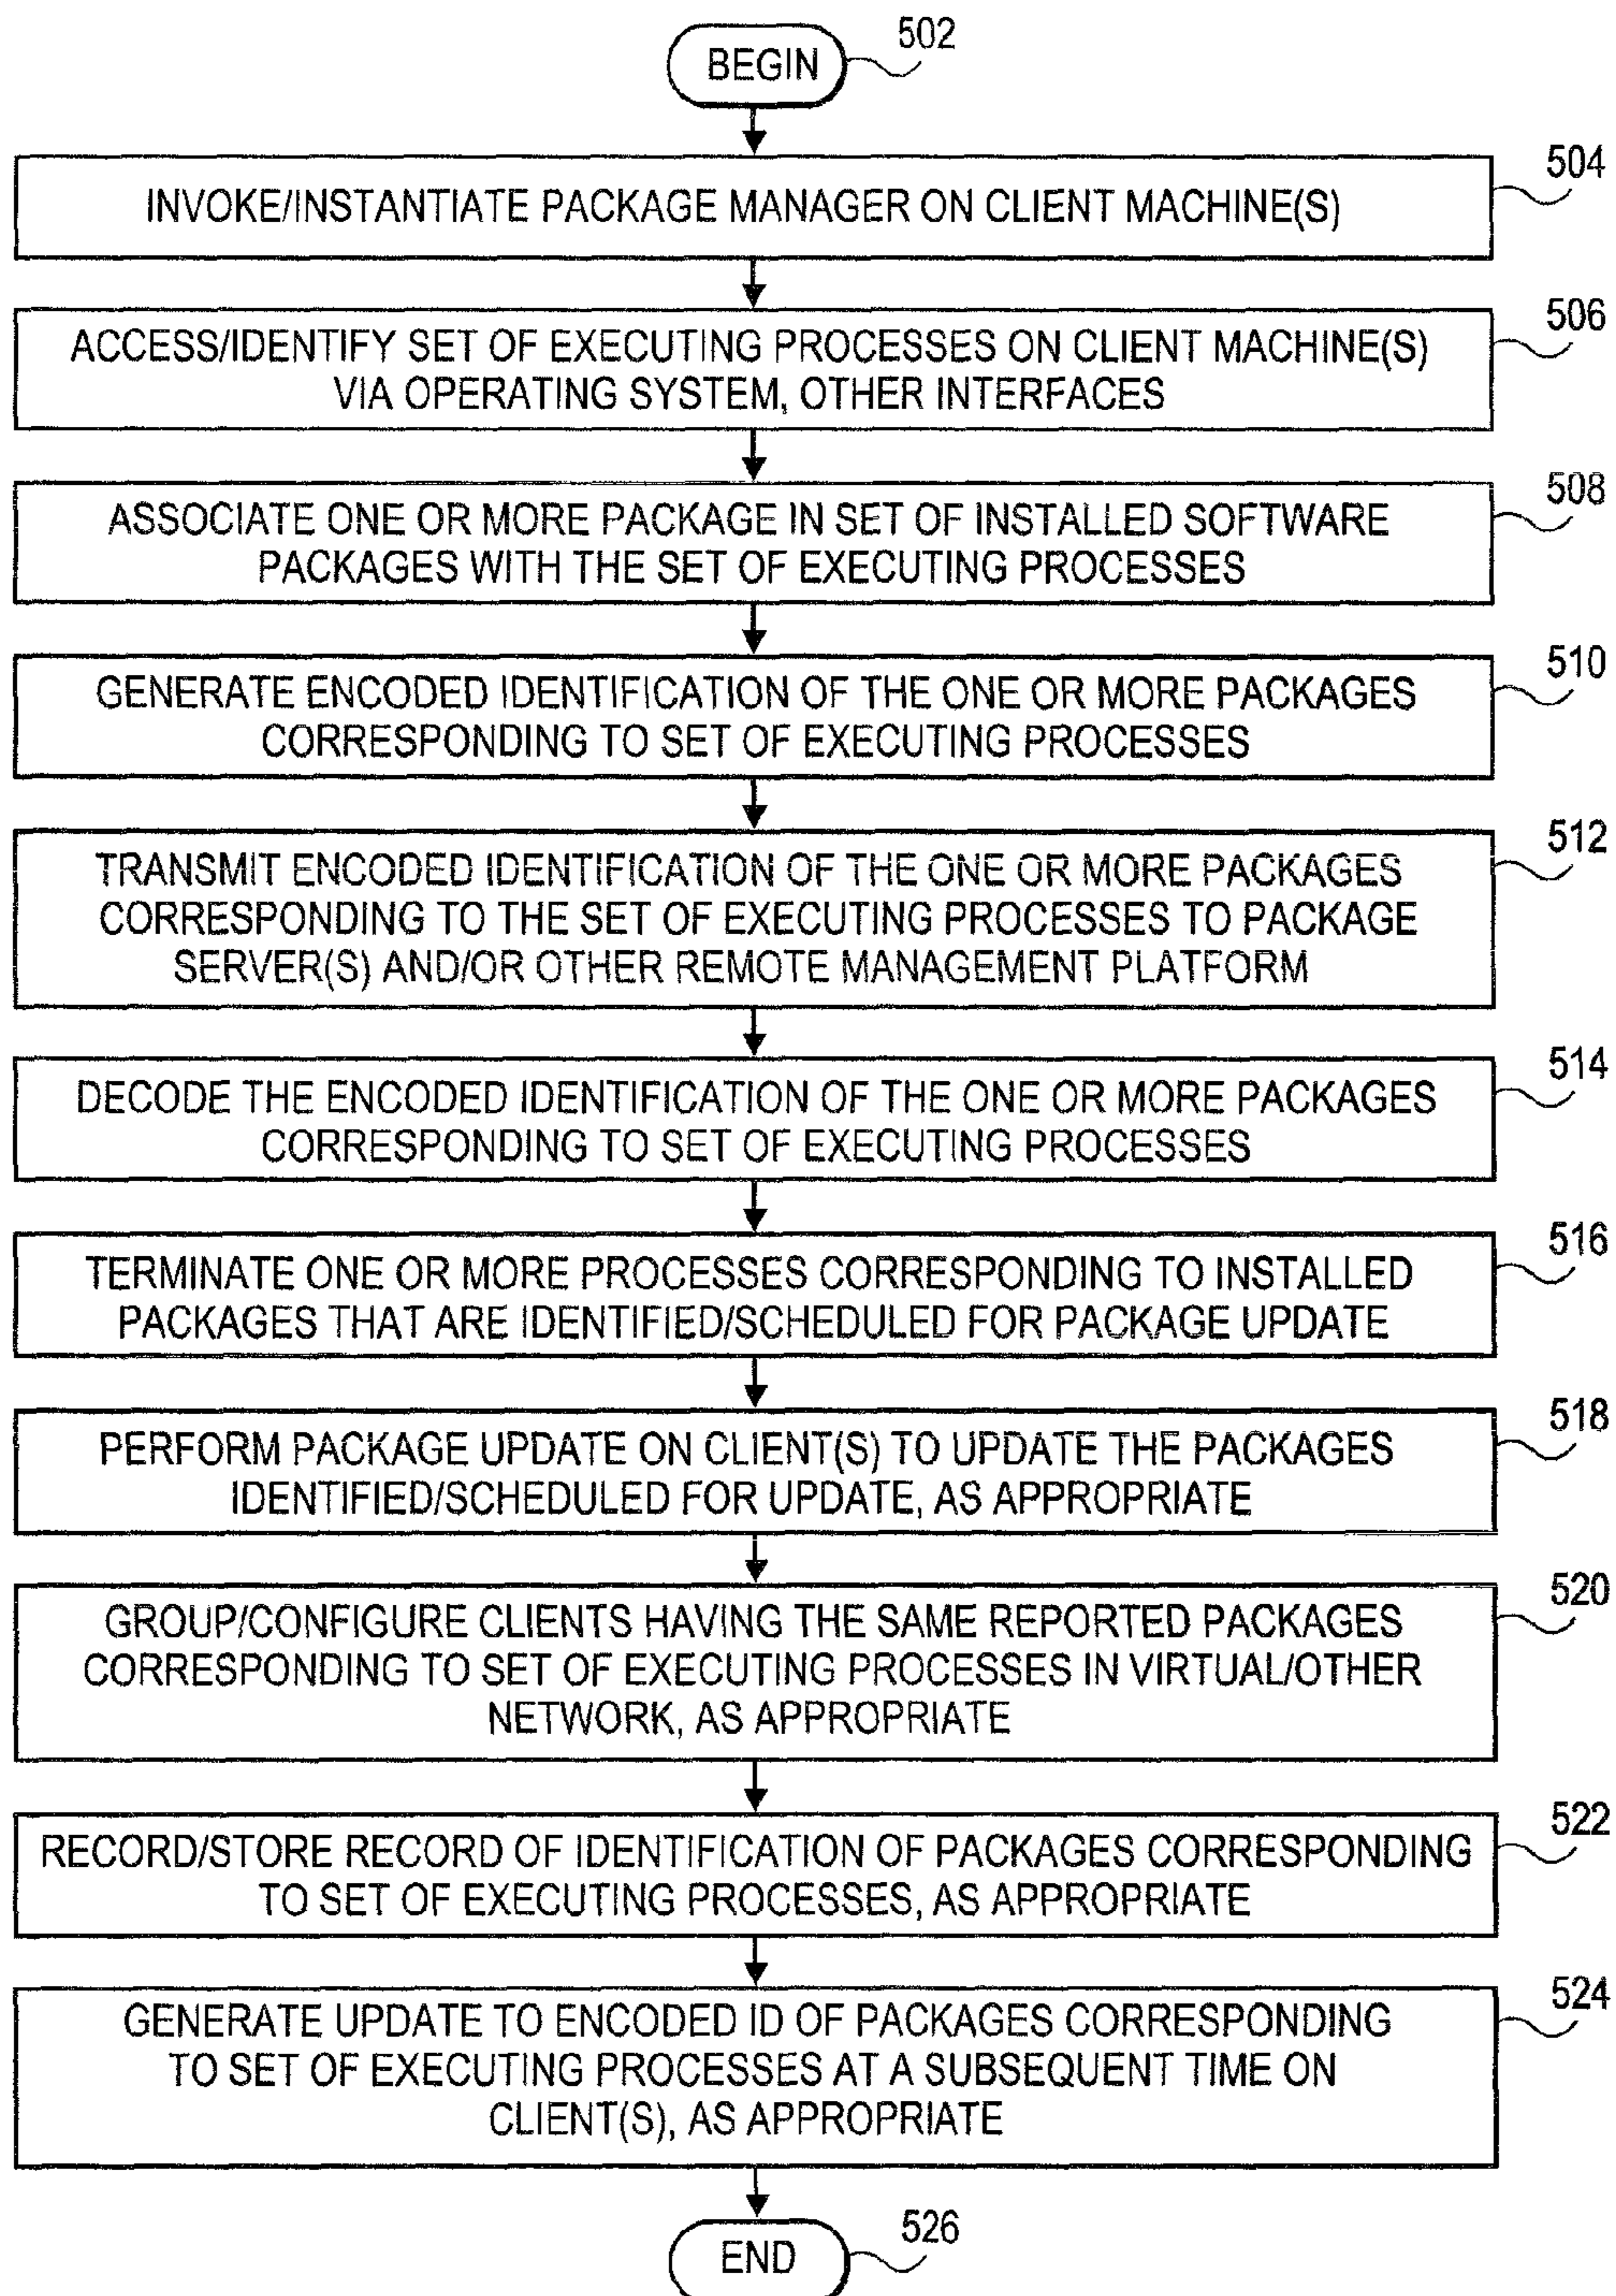 BEGIN
502
504
INVOKE/INSTANTIATE PACKAGE MANAGER ON CLIENT MACHINE(S)
506
ACCESS/IDENTIFY SET OF EXECUTING PROCESSES ON CLIENT MACHINE(S)
VIA OPERATING SYSTEM, OTHER INTERFACES
508
ASSOCIATE ONE OR MORE PACKAGE IN SET OF INSTALLED SOFTWARE
PACKAGES WITH THE SET OF EXECUTING PROCESSES
510
GENERATE ENCODED IDENTIFICATION OF THE ONE OR MORE PACKAGES
CORRESPONDING TO SET OF EXECUTING PROCESSES
512
TRANSMIT ENCODED IDENTIFICATION OF THE ONE OR MORE PACKAGES
CORRESPONDING TO THE SET OF EXECUTING PROCESSES TO PACKAGE
SERVER(S) AND/OR OTHER REMOTE MANAGEMENT PLATFORM
514
DECODE THE ENCODED IDENTIFICATION OF THE ONE OR MORE PACKAGES
CORRESPONDING TO SET OF EXECUTING PROCESSES
516
TERMINATE ONE OR MORE PROCESSES CORRESPONDING TO INSTALLED
PACKAGES THAT ARE IDENTIFIED/SCHEDULED FOR PACKAGE UPDATE
518
PERFORM PACKAGE UPDATE ON CLIENT(S) TO UPDATE THE PACKAGES
IDENTIFIED/SCHEDULED FOR UPDATE, AS APPROPRIATE
520
GROUP/CONFIGURE CLIENTS HAVING THE SAME REPORTED PACKAGES
CORRESPONDING TO SET OF EXECUTING PROCESSES IN VIRTUAL/OTHER
NETWORK, AS APPROPRIATE
522
RECORD/STORE RECORD OF IDENTIFICATION OF PACKAGES CORRESPONDING
TO SET OF EXECUTING PROCESSES, AS APPROPRIATE
524
GENERATE UPDATE TO ENCODED ID OF PACKAGES CORRESPONDING
TO SET OF EXECUTING PROCESSES AT A SUBSEQUENT TIME ON
CLIENT(S), AS APPROPRIATE
526
END